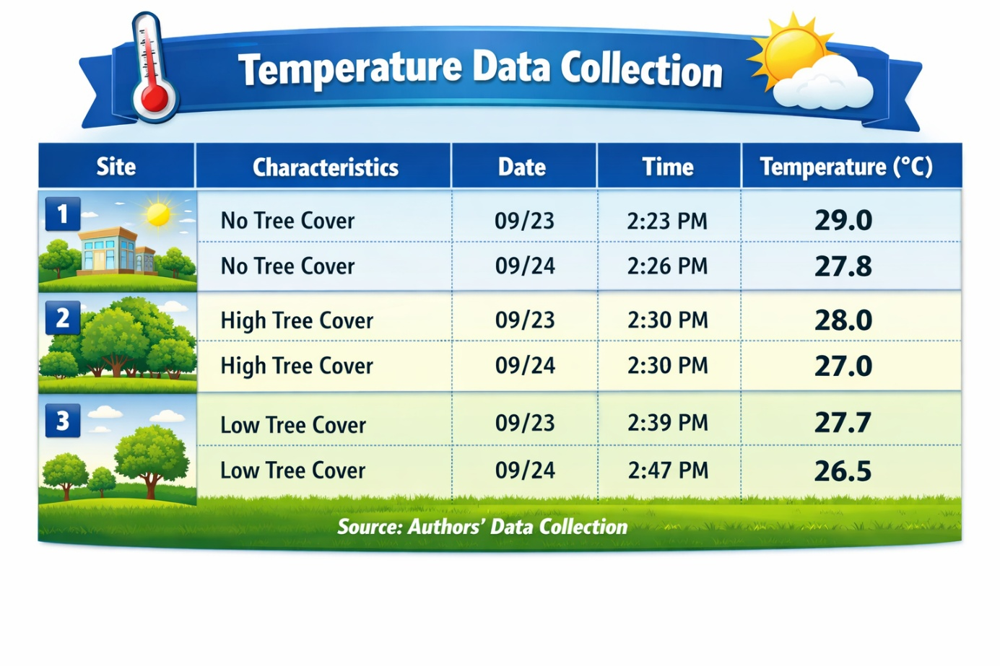 Temperature Data Collection
Site Characteristics Date Time Temperature (°C)
1
No Tree Cover 09/23 2:23 PM 29.0
No Tree Cover 09/24 2:26 PM 27.8
2
High Tree Cover 09/23 2:30 PM 28.0
High Tree Cover 09/24 2:30 PM 27.0
3
Low Tree Cover 09/23 2:39 PM 27.7
Low Tree Cover 09/24 2:47 PM 26.5
Source: Authors’ Data Collection